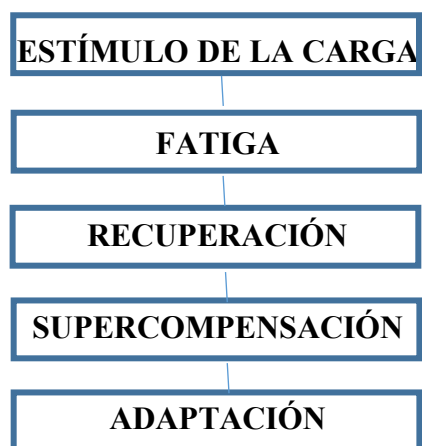 ESTÍMULO DE LA CARGA
FATIGA
RECUPERACIÓN
SUPERCOMPENSACIÓN
ADAPTACIÓN